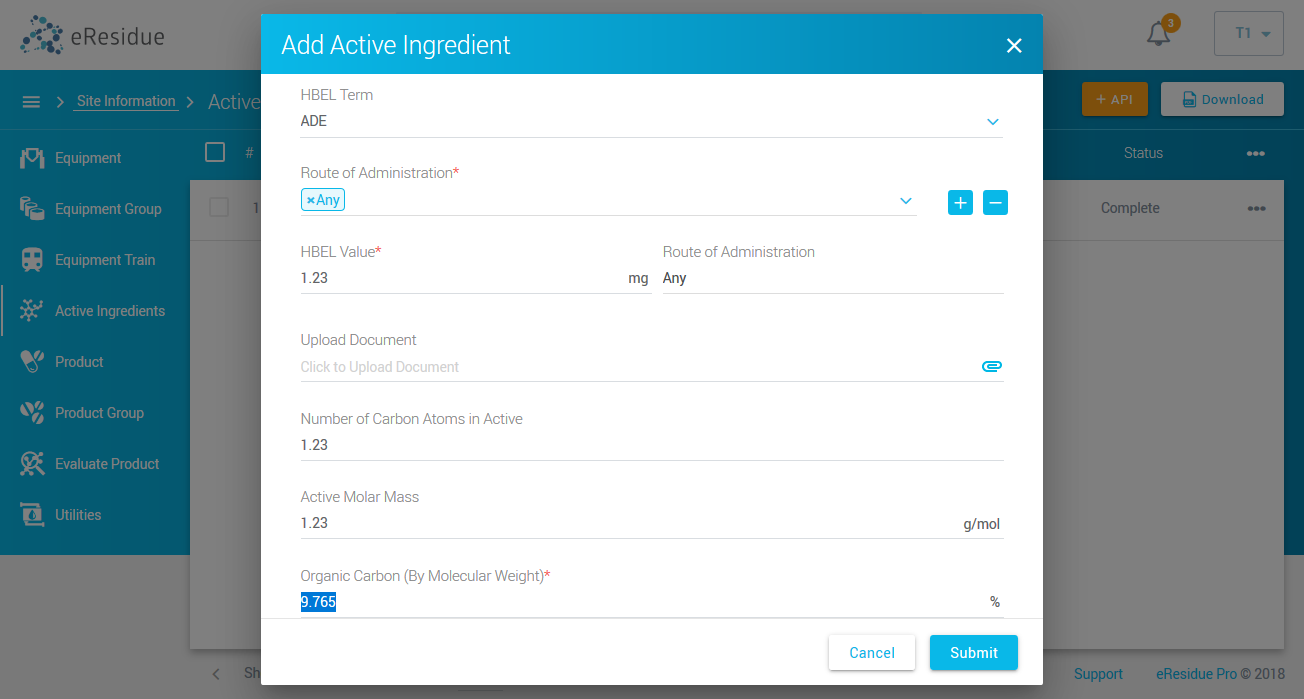 eResidue
Add Active Ingredient
3
T1
Site Information
Active
+ API
Download
Equipment
Equipment Group
Equipment Train
Active Ingredients
Product
Product Group
Evaluate Product
Utilities
#
Status
1
Complete
HBEL Term
ADE
Route of Administration*
×Any
HBEL Value*
Route of Administration
1.23 mg
Any
Upload Document
Click to Upload Document
Number of Carbon Atoms in Active
1.23
Active Molar Mass
1.23 g/mol
Organic Carbon (By Molecular Weight)*
9.765 %
Cancel
Submit
Sh
Support
eResidue Pro © 2018